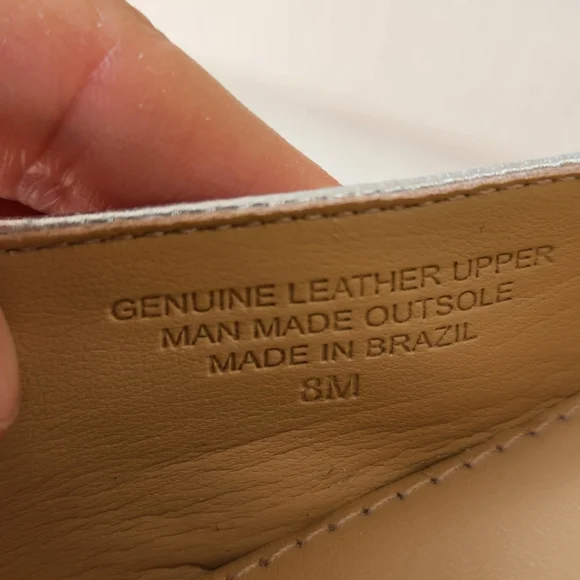 GENUINE LEATHER UPPER
MAN MADE OUTSOLE
MADE IN BRAZIL
8M